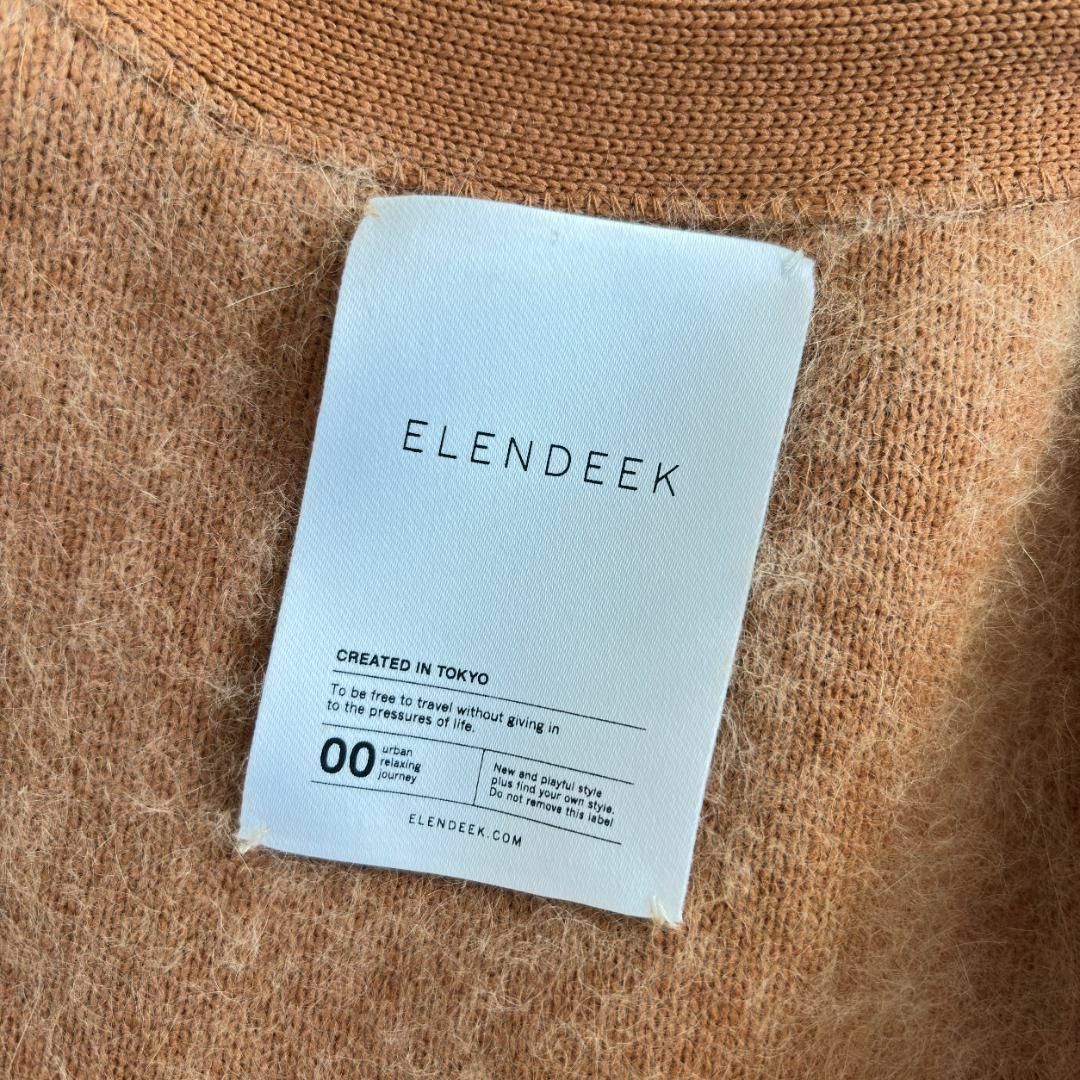 ELENDEEK
CREATED IN TOKYO
To be free to travel without giving in
to the pressures of life.
00
urban
relaxing
journey
New and playful style
plus find your own style.
Do not remove this label
ELENDEEK.COM